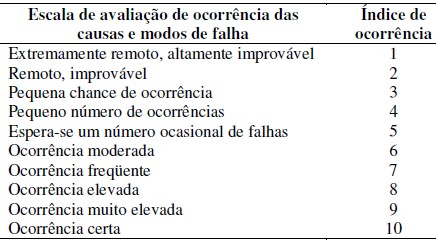 Escala de avaliação de ocorrência das causas e modos de falha Índice de ocorrência
Extremamente remoto, altamente improvável 1
Remoto, improvável 2
Pequena chance de ocorrência 3
Pequeno número de ocorrências 4
Espera-se um número ocasional de falhas 5
Ocorrência moderada 6
Ocorrência freqüente 7
Ocorrência elevada 8
Ocorrência muito elevada 9
Ocorrência certa 10